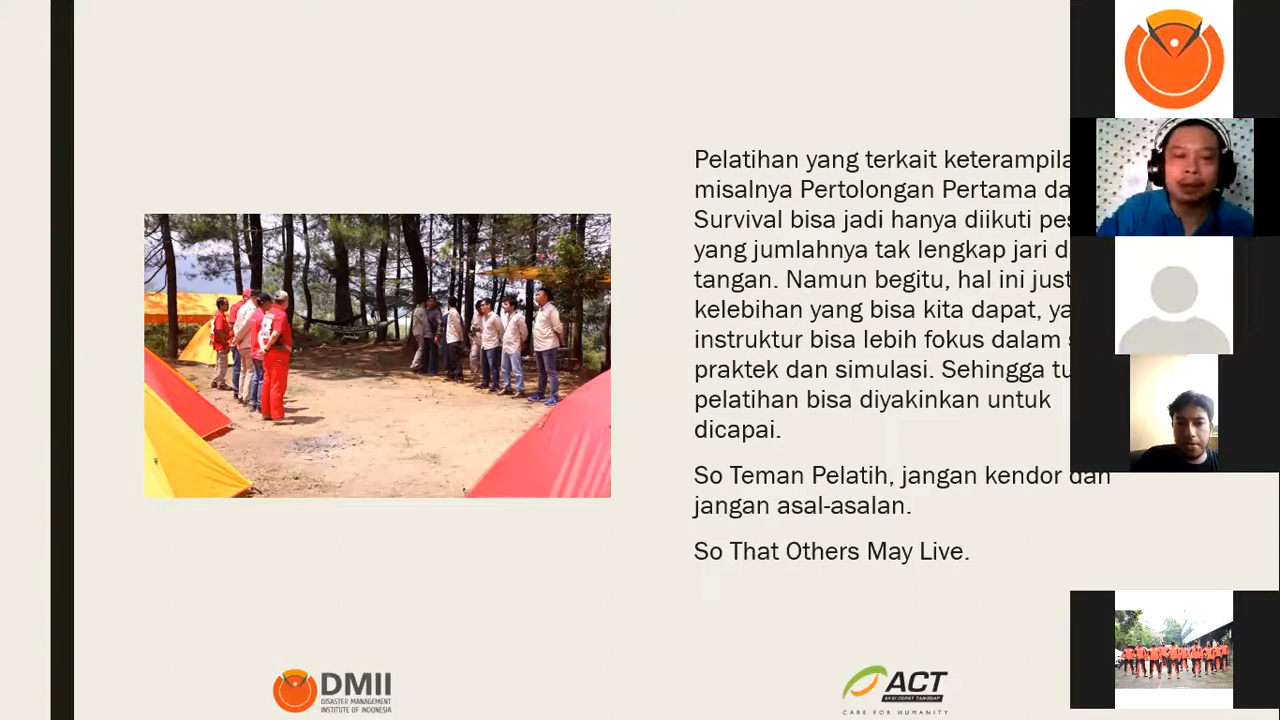 Pelatihan yang terkait keterampila
misalnya Pertolongan Pertama da
Survival bisa jadi hanya diikuti pes
yang jumlahnya tak lengkap jari d
tangan. Namun begitu, hal ini just
kelebihan yang bisa kita dapat, ya
instruktur bisa lebih fokus dalam s
praktek dan simulasi. Sehingga tu
pelatihan bisa diyakinkan untuk
dicapai.
So Teman Pelatih, jangan kendor dan
jangan asal-asalan.
So That Others May Live.
DMII
DISASTER MANAGEMENT
INSTITUTE OF INDONESIA
ACT
AKSI CEPAT TANGGAP
CARE FOR HUMANITY